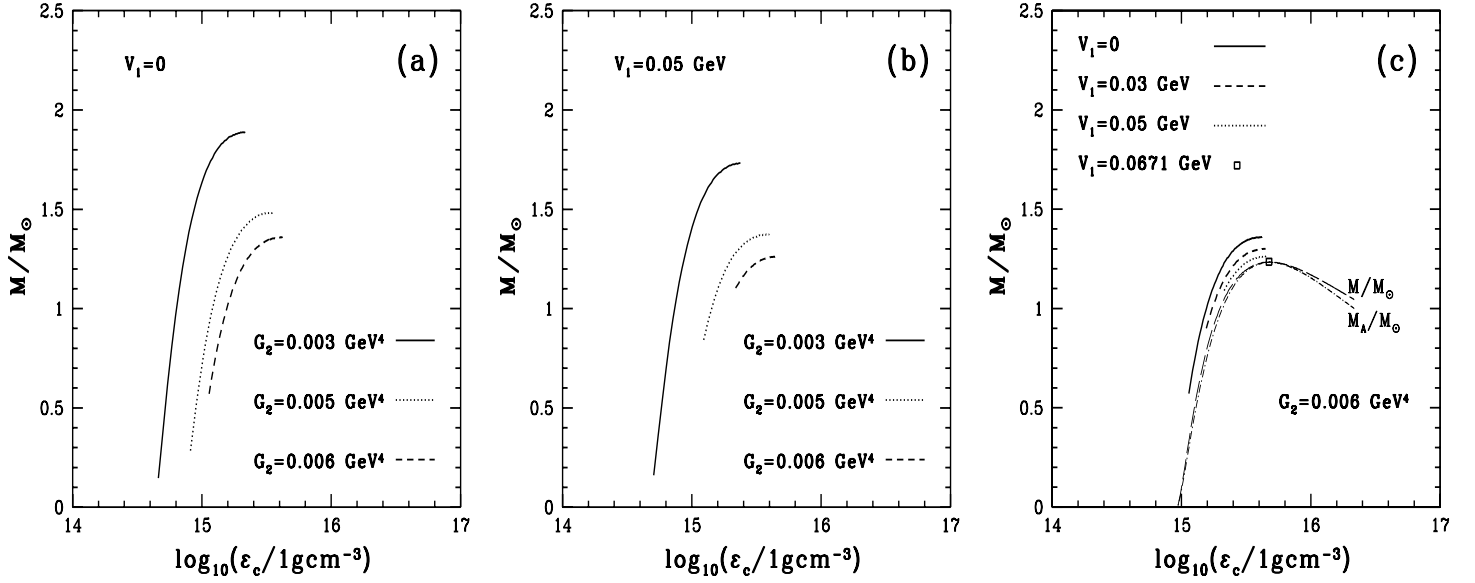 2.5
2
1.5
1
0.5
0
M/M⊙
V₁=0
(a)
G₂=0.003 GeV⁴
G₂=0.005 GeV⁴
G₂=0.006 GeV⁴
14 15 16 17
log₁₀(ε_c/1gcm⁻³)
2.5
2
1.5
1
0.5
0
M/M⊙
V₁=0.05 GeV
(b)
G₂=0.003 GeV⁴
G₂=0.005 GeV⁴
G₂=0.006 GeV⁴
14 15 16 17
log₁₀(ε_c/1gcm⁻³)
2.5
2
1.5
1
0.5
0
M/M⊙
V₁=0
(c)
V₁=0.03 GeV
V₁=0.05 GeV
V₁=0.0671 GeV
M/M⊙
M_A/M⊙
G₂=0.006 GeV⁴
14 15 16 17
log₁₀(ε_c/1gcm⁻³)